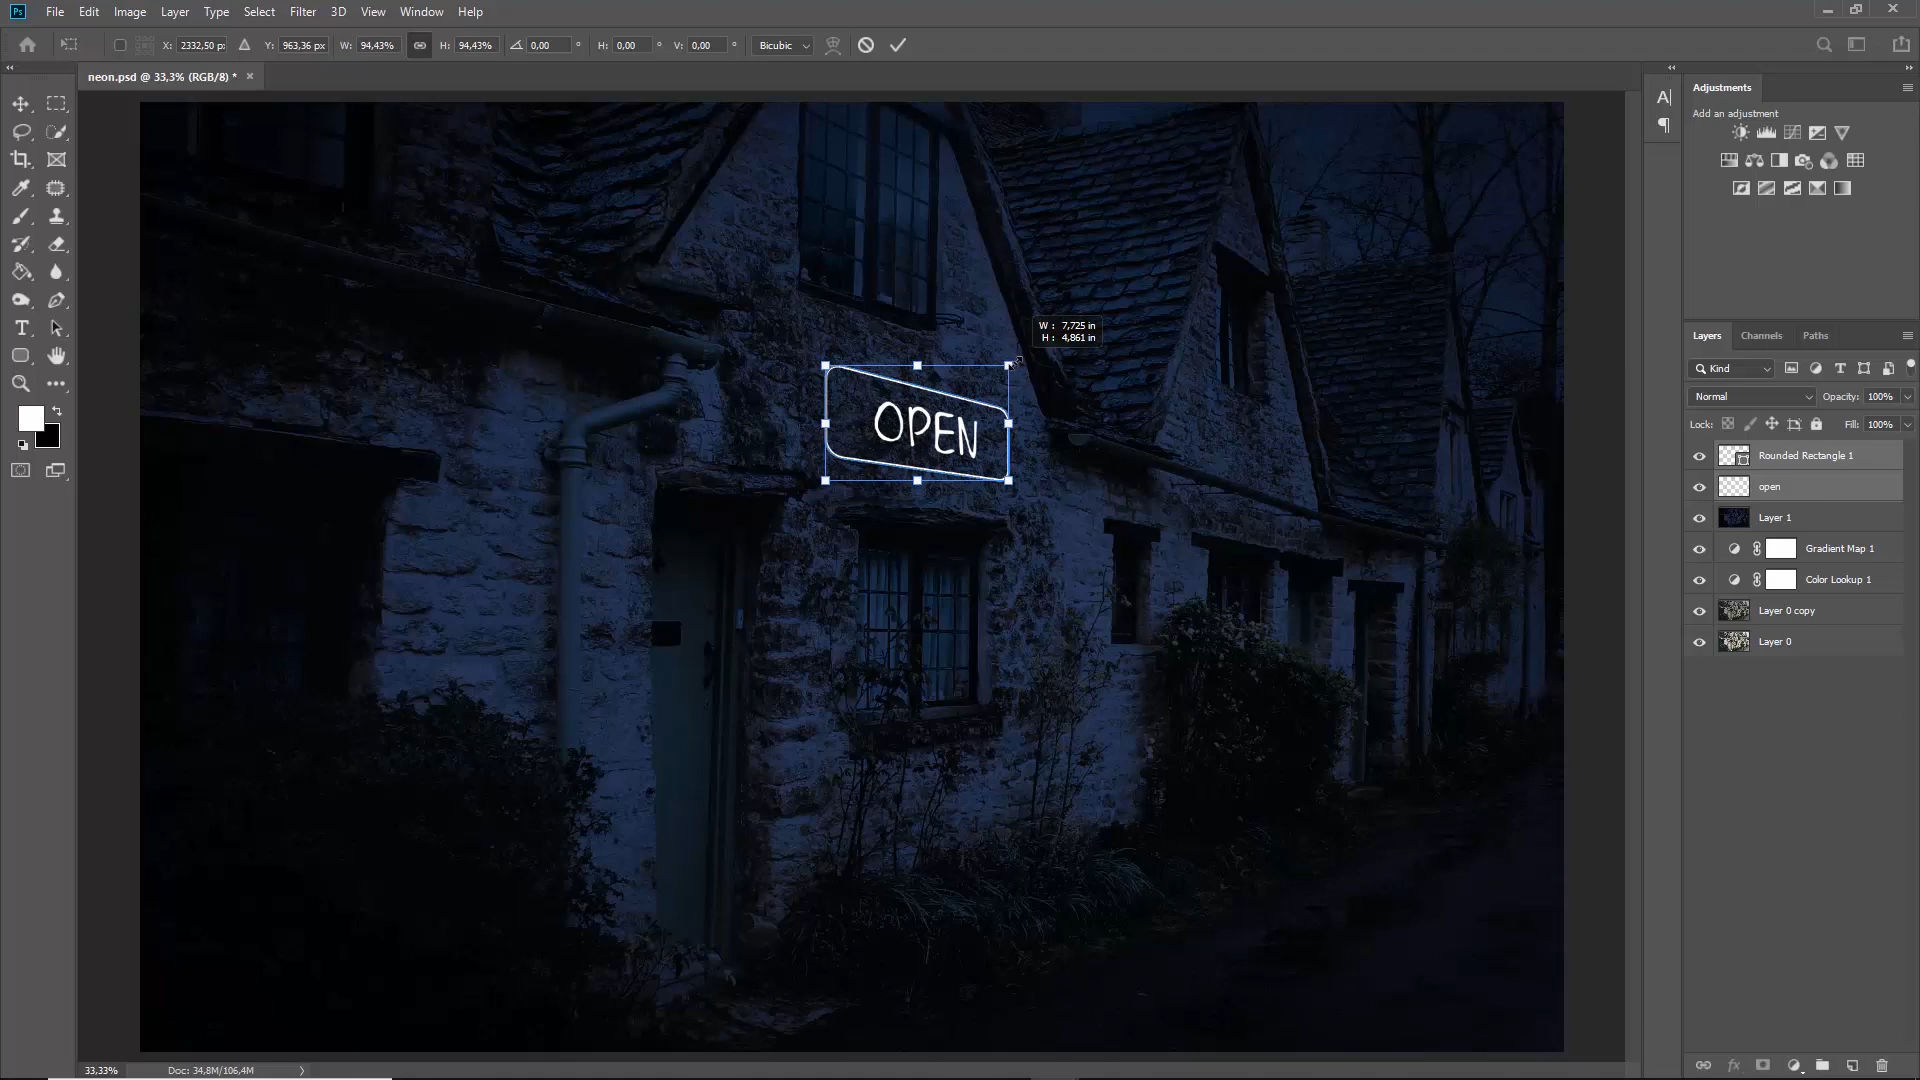 Ps File Edit Image Layer Type Select Filter 3D View Window Help
X: 2332,50 px Y: 963,36 px W: 94,43% H: 94,43% 0,00 ° H: 0,00 ° V: 0,00 ° Bicubic
neon.psd @ 33,3% (RGB/8) * ×
W : 7,725 in
H : 4,861 in
OPEN
33,33% Doc: 34,8M/106,4M
Adjustments
Add an adjustment
Layers Channels Paths
Kind
Normal Opacity: 100%
Lock: Fill: 100%
Rounded Rectangle 1
open
Layer 1
Gradient Map 1
Color Lookup 1
Layer 0 copy
Layer 0